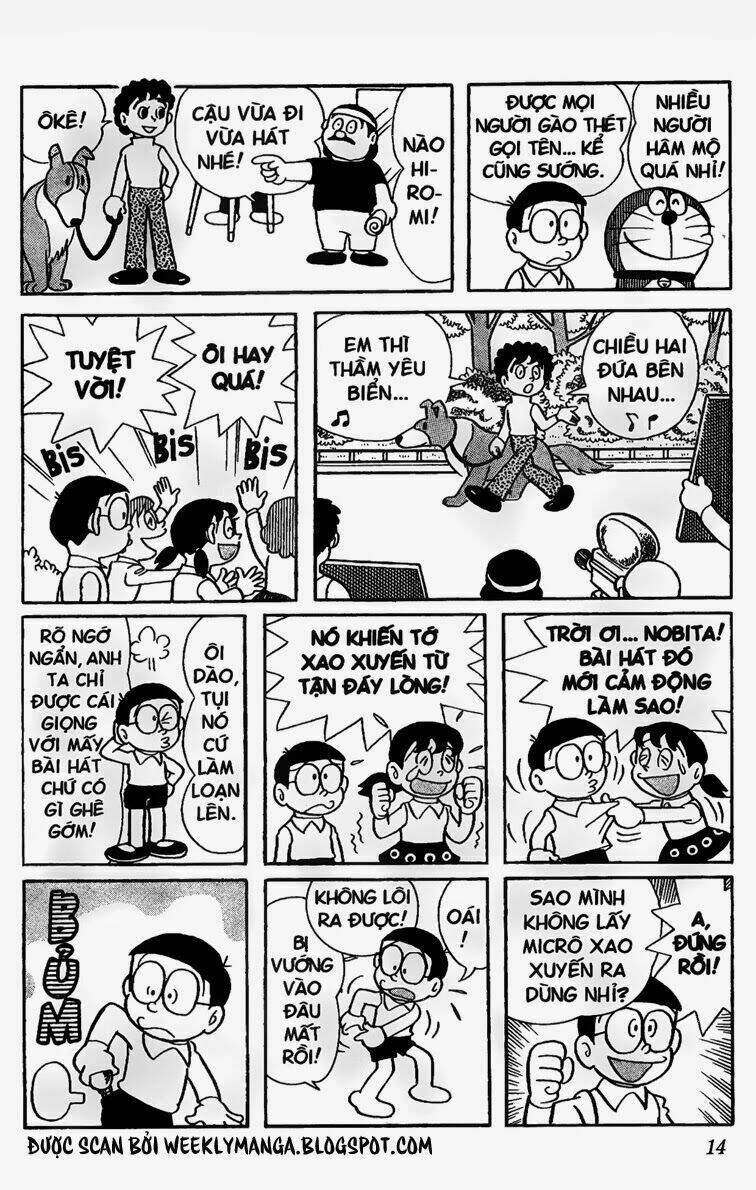 NHIỀU
NGƯỜI
HÂM MỘ
QUÁ NHỈ!
ĐƯỢC MỌI
NGƯỜI GÀO THÉT
GỌI TÊN... KỂ
CŨNG SƯỚNG.
NÀO
HI-
RO-
MI!
CẬU VỪA ĐI
VỪA HÁT
NHÉ!
ÔKÊ!
CHIỀU HAI
ĐỨA BÊN
NHAU...
EM THÌ
THẦM YÊU
BIỂN...
ÔI HAY
QUÁ!
TUYỆT
VỜI!
BIS
BIS
BIS
TRỜI ƠI... NOBITA!
BÀI HÁT ĐÓ
MỚI CẢM ĐỘNG
LÀM SAO!
NÓ KHIẾN TỚ
XAO XUYẾN TỪ
TẬN ĐÁY LÒNG!
ÔI
DÀO,
TỤI
NÓ
CỨ
LÀM
LOẠN
LÊN.
RÕ NGỚ
NGẨN, ANH
TA CHỈ
ĐƯỢC CÁI
GIỌNG
VỚI MẤY
BÀI HÁT
CHỨ CÓ
GÌ GHÊ
GỚM!
A,
ĐÚNG
RỒI!
SAO MÌNH
KHÔNG LẤY
MICRÔ XAO
XUYẾN RA
DÙNG NHỈ?
OÁI
!
KHÔNG LÔI
RA ĐƯỢC!
BỊ
VƯỚNG
VÀO
ĐÂU
MẤT
RỒI!
BÙM
ĐƯỢC SCAN BỞI WEEKLYMANGA.BLOGSPOT.COM
14